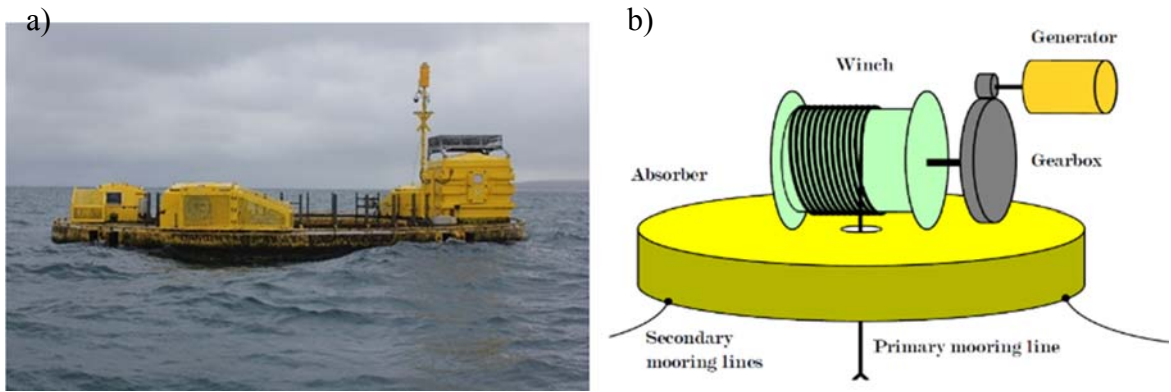 a)
b)
Generator
Winch
Gearbox
Absorber
Secondary
mooring lines
Primary mooring line